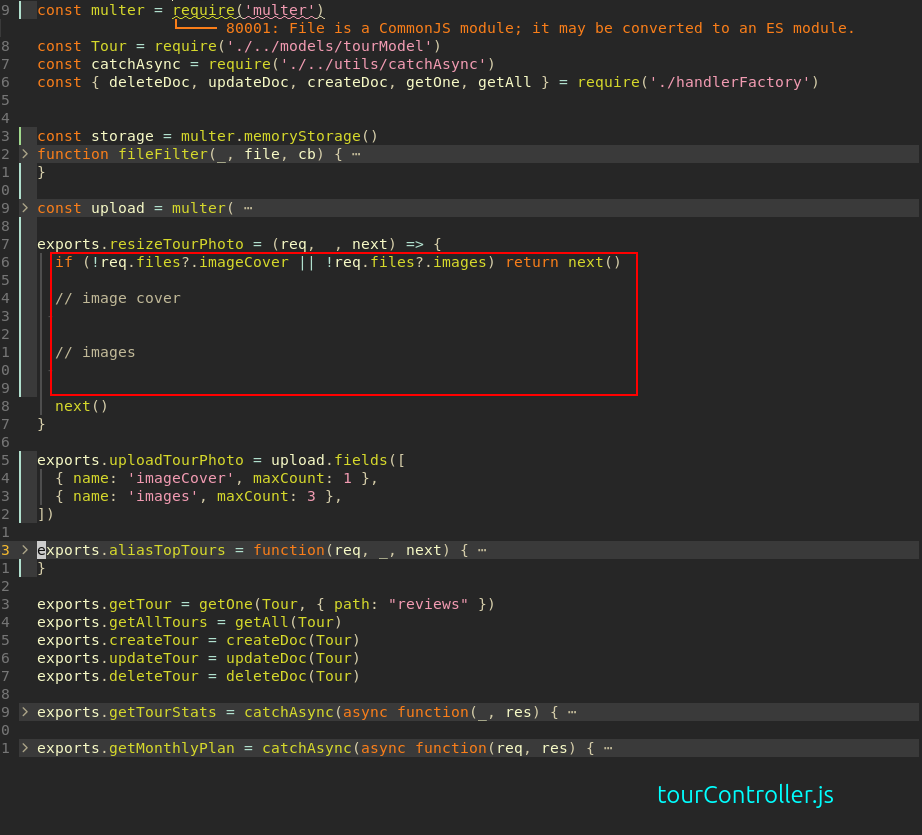 9 const multer = require('multer')
80001: File is a CommonJS module; it may be converted to an ES module.
8 const Tour = require('./../models/tourModel')
7 const catchAsync = require('./../utils/catchAsync')
6 const { deleteDoc, updateDoc, createDoc, getOne, getAll } = require('./handlerFactory')
5
4
3 const storage = multer.memoryStorage()
2 > function fileFilter(_, file, cb) { ⋯
1 }
0
9 > const upload = multer( ⋯
8
7 exports.resizeTourPhoto = (req, _, next) => {
6 if (!req.files?.imageCover || !req.files?.images) return next()
5
4 // image cover
3
2
1 // images
0
9
8 next()
7 }
6
5 exports.uploadTourPhoto = upload.fields([
4 { name: 'imageCover', maxCount: 1 },
3 { name: 'images', maxCount: 3 },
2 ])
1
3 > exports.aliasTopTours = function(req, _, next) { ⋯
1 }
2
3 exports.getTour = getOne(Tour, { path: "reviews" })
4 exports.getAllTours = getAll(Tour)
5 exports.createTour = createDoc(Tour)
6 exports.updateTour = updateDoc(Tour)
7 exports.deleteTour = deleteDoc(Tour)
8
9 > exports.getTourStats = catchAsync(async function(_, res) { ⋯
0
1 > exports.getMonthlyPlan = catchAsync(async function(req, res) { ⋯
tourController.js